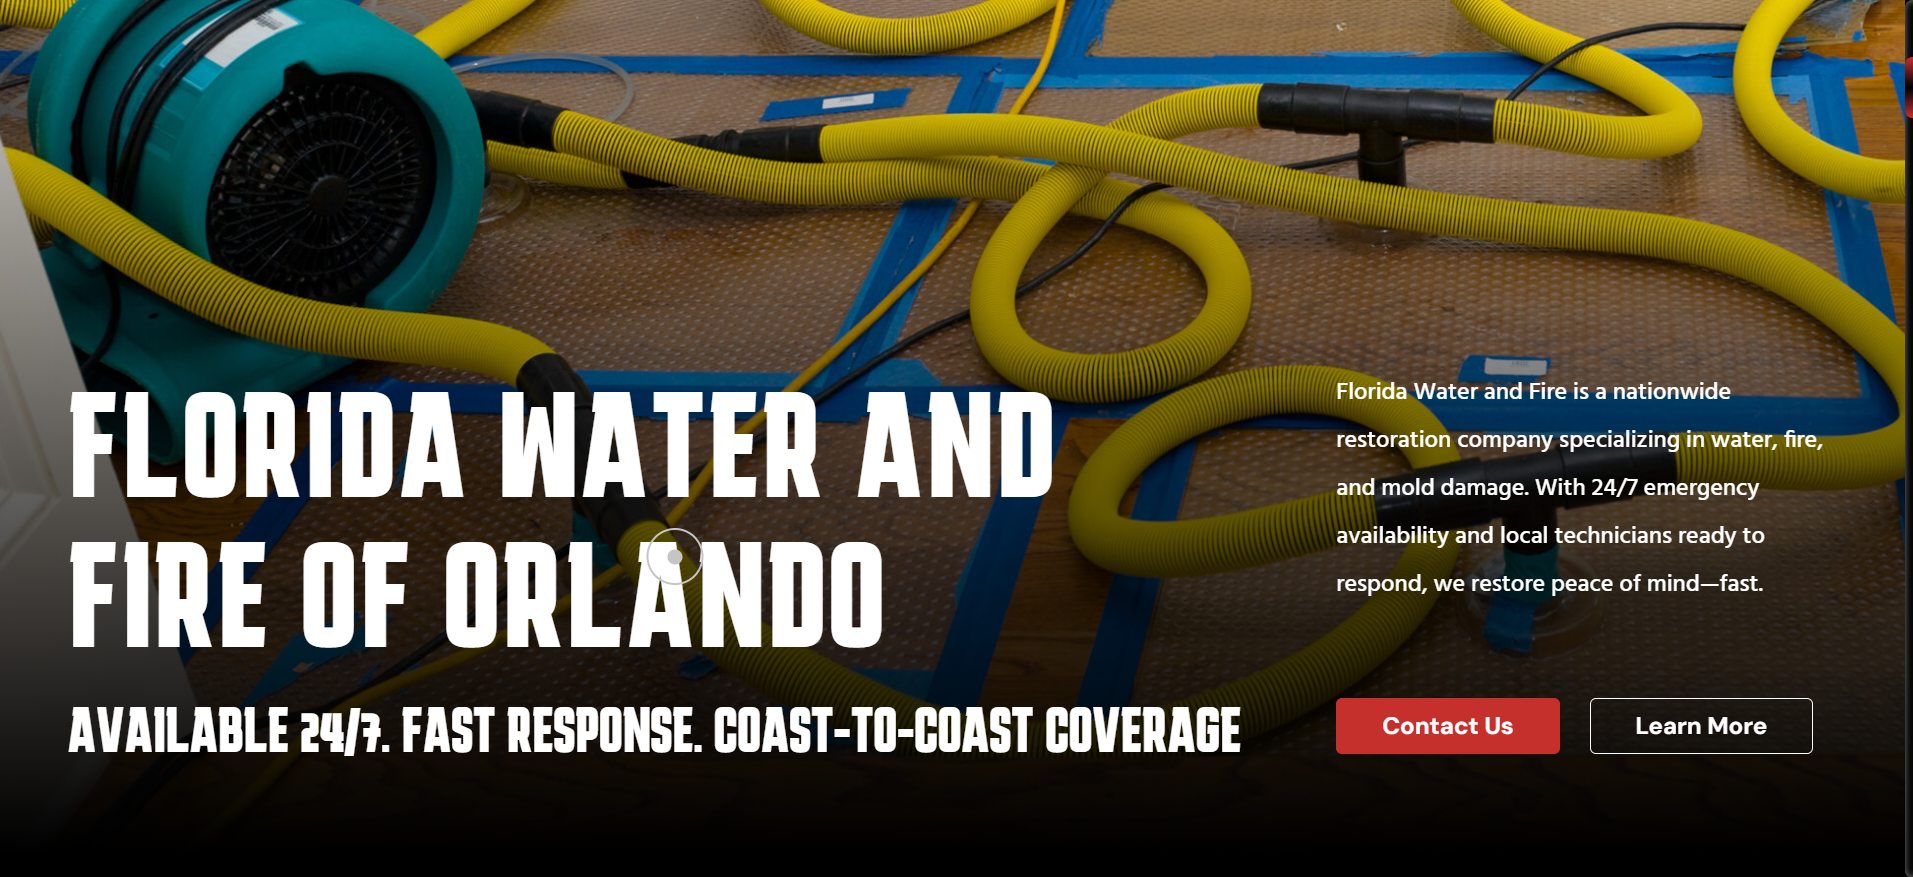 FLORIDA WATER AND
FIRE OF ORLANDO
AVAILABLE 24/7. FAST RESPONSE. COAST-TO-COAST COVERAGE
Florida Water and Fire is a nationwide
restoration company specializing in water, fire,
and mold damage. With 24/7 emergency
availability and local technicians ready to
respond, we restore peace of mind—fast.
Contact Us
Learn More